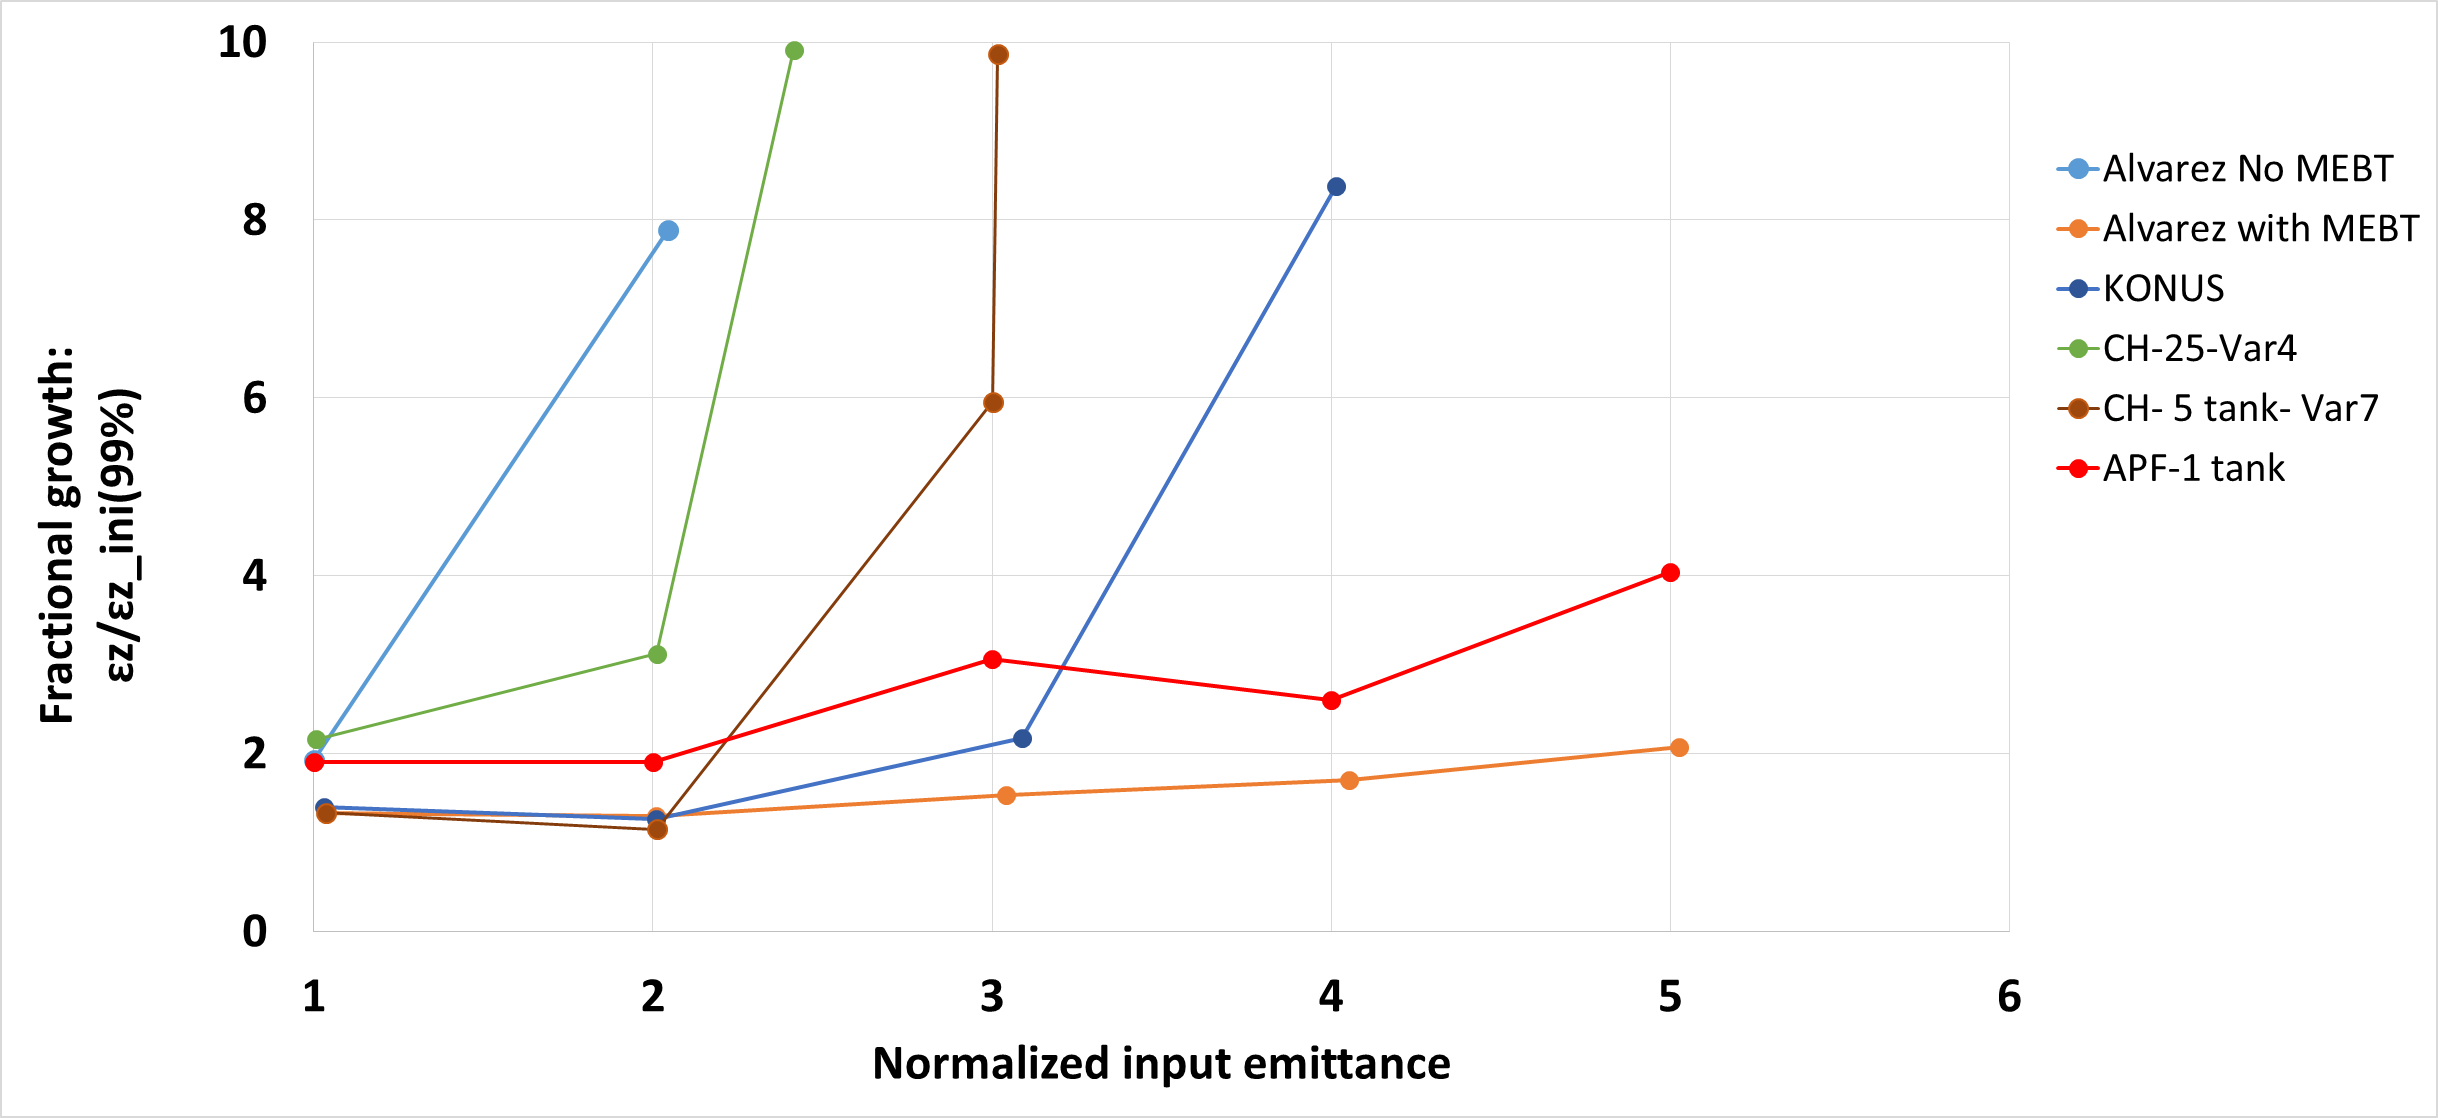 10
8
6
4
2
0
Fractional growth:
εz/εz_ini(99%)
1 2 3 4 5 6
Normalized input emittance
Alvarez No MEBT
Alvarez with MEBT
KONUS
CH-25-Var4
CH- 5 tank- Var7
APF-1 tank